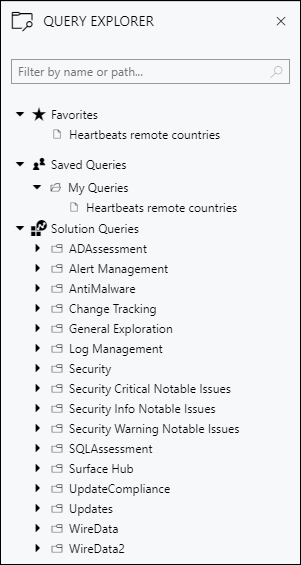 QUERY EXPLORER
Filter by name or path...
Favorites
Heartbeats remote countries
Saved Queries
My Queries
Heartbeats remote countries
Solution Queries
ADAssessment
Alert Management
AntiMalware
Change Tracking
General Exploration
Log Management
Security
Security Critical Notable Issues
Security Info Notable Issues
Security Warning Notable Issues
SQLAssessment
Surface Hub
UpdateCompliance
Updates
WireData
WireData2